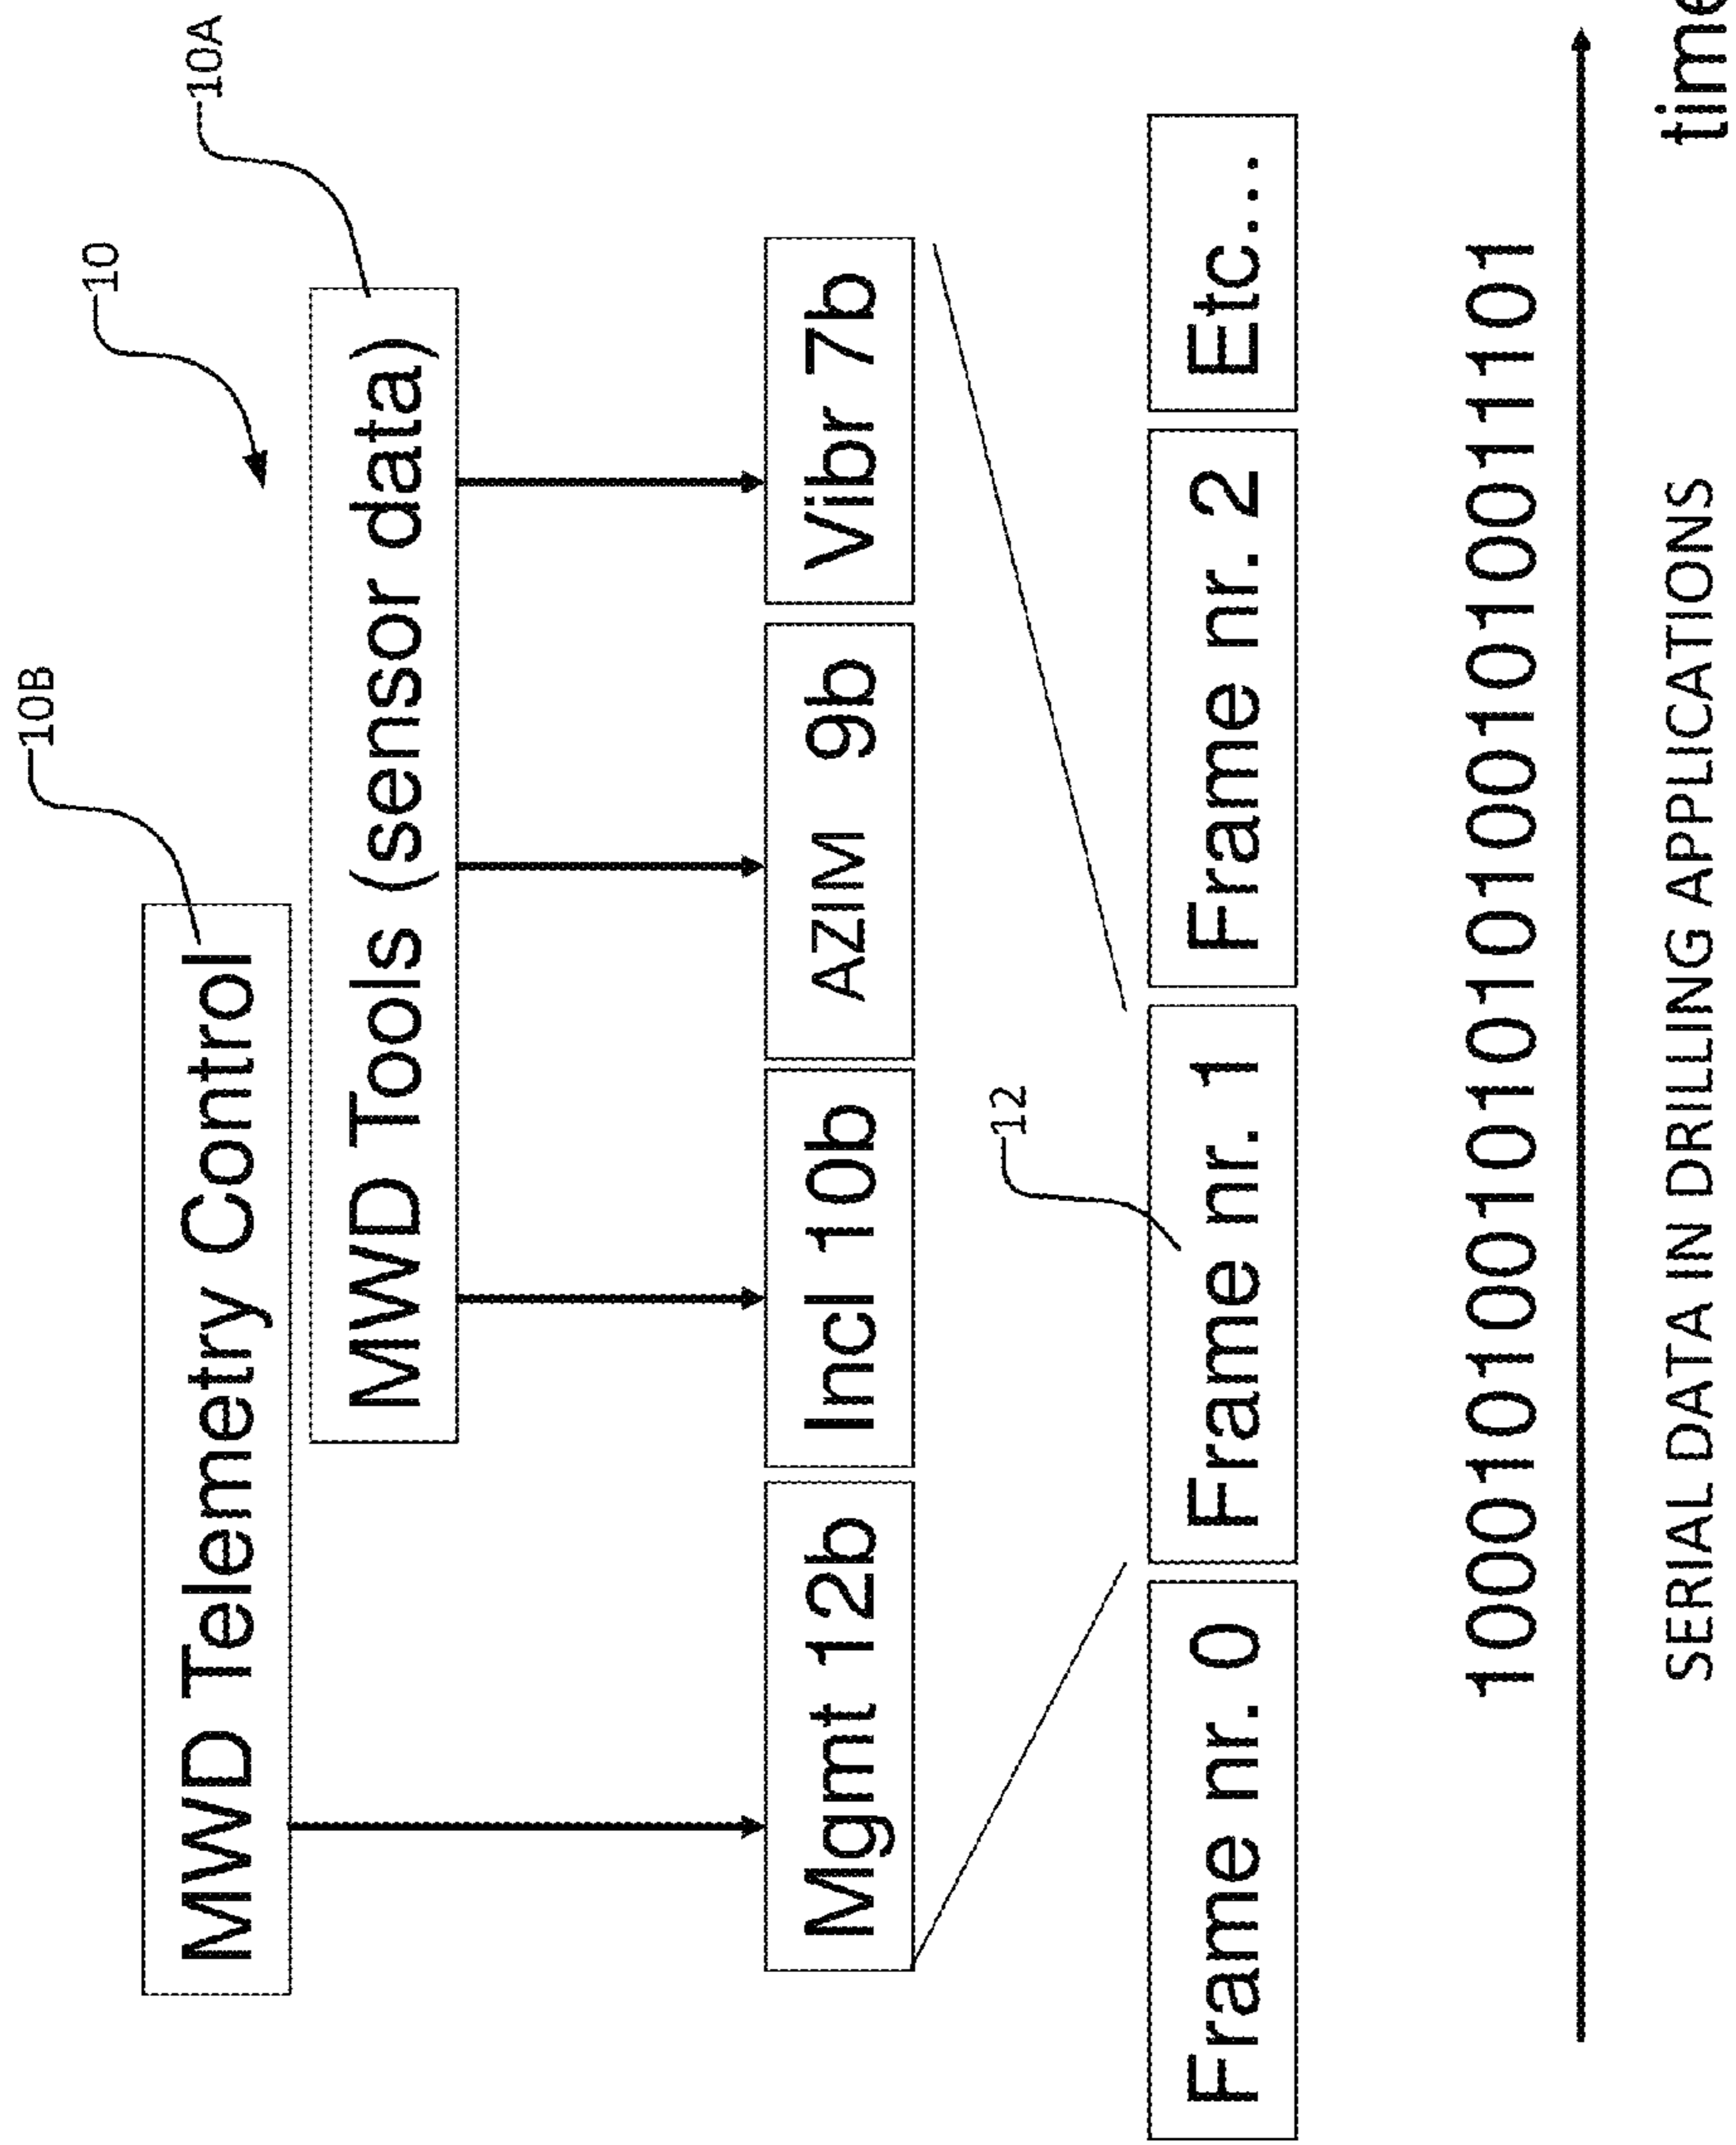 10B
10
10A
MWD Telemetry Control
MWD Tools (sensor data)
Mgmt 12b Incl 10b AZIM 9b Vibr 7b
12
Frame nr. 0 Frame nr. 1 Frame nr. 2 Etc...
1000101010010101010100101010011101
SERIAL DATA IN DRILLING APPLICATIONS time